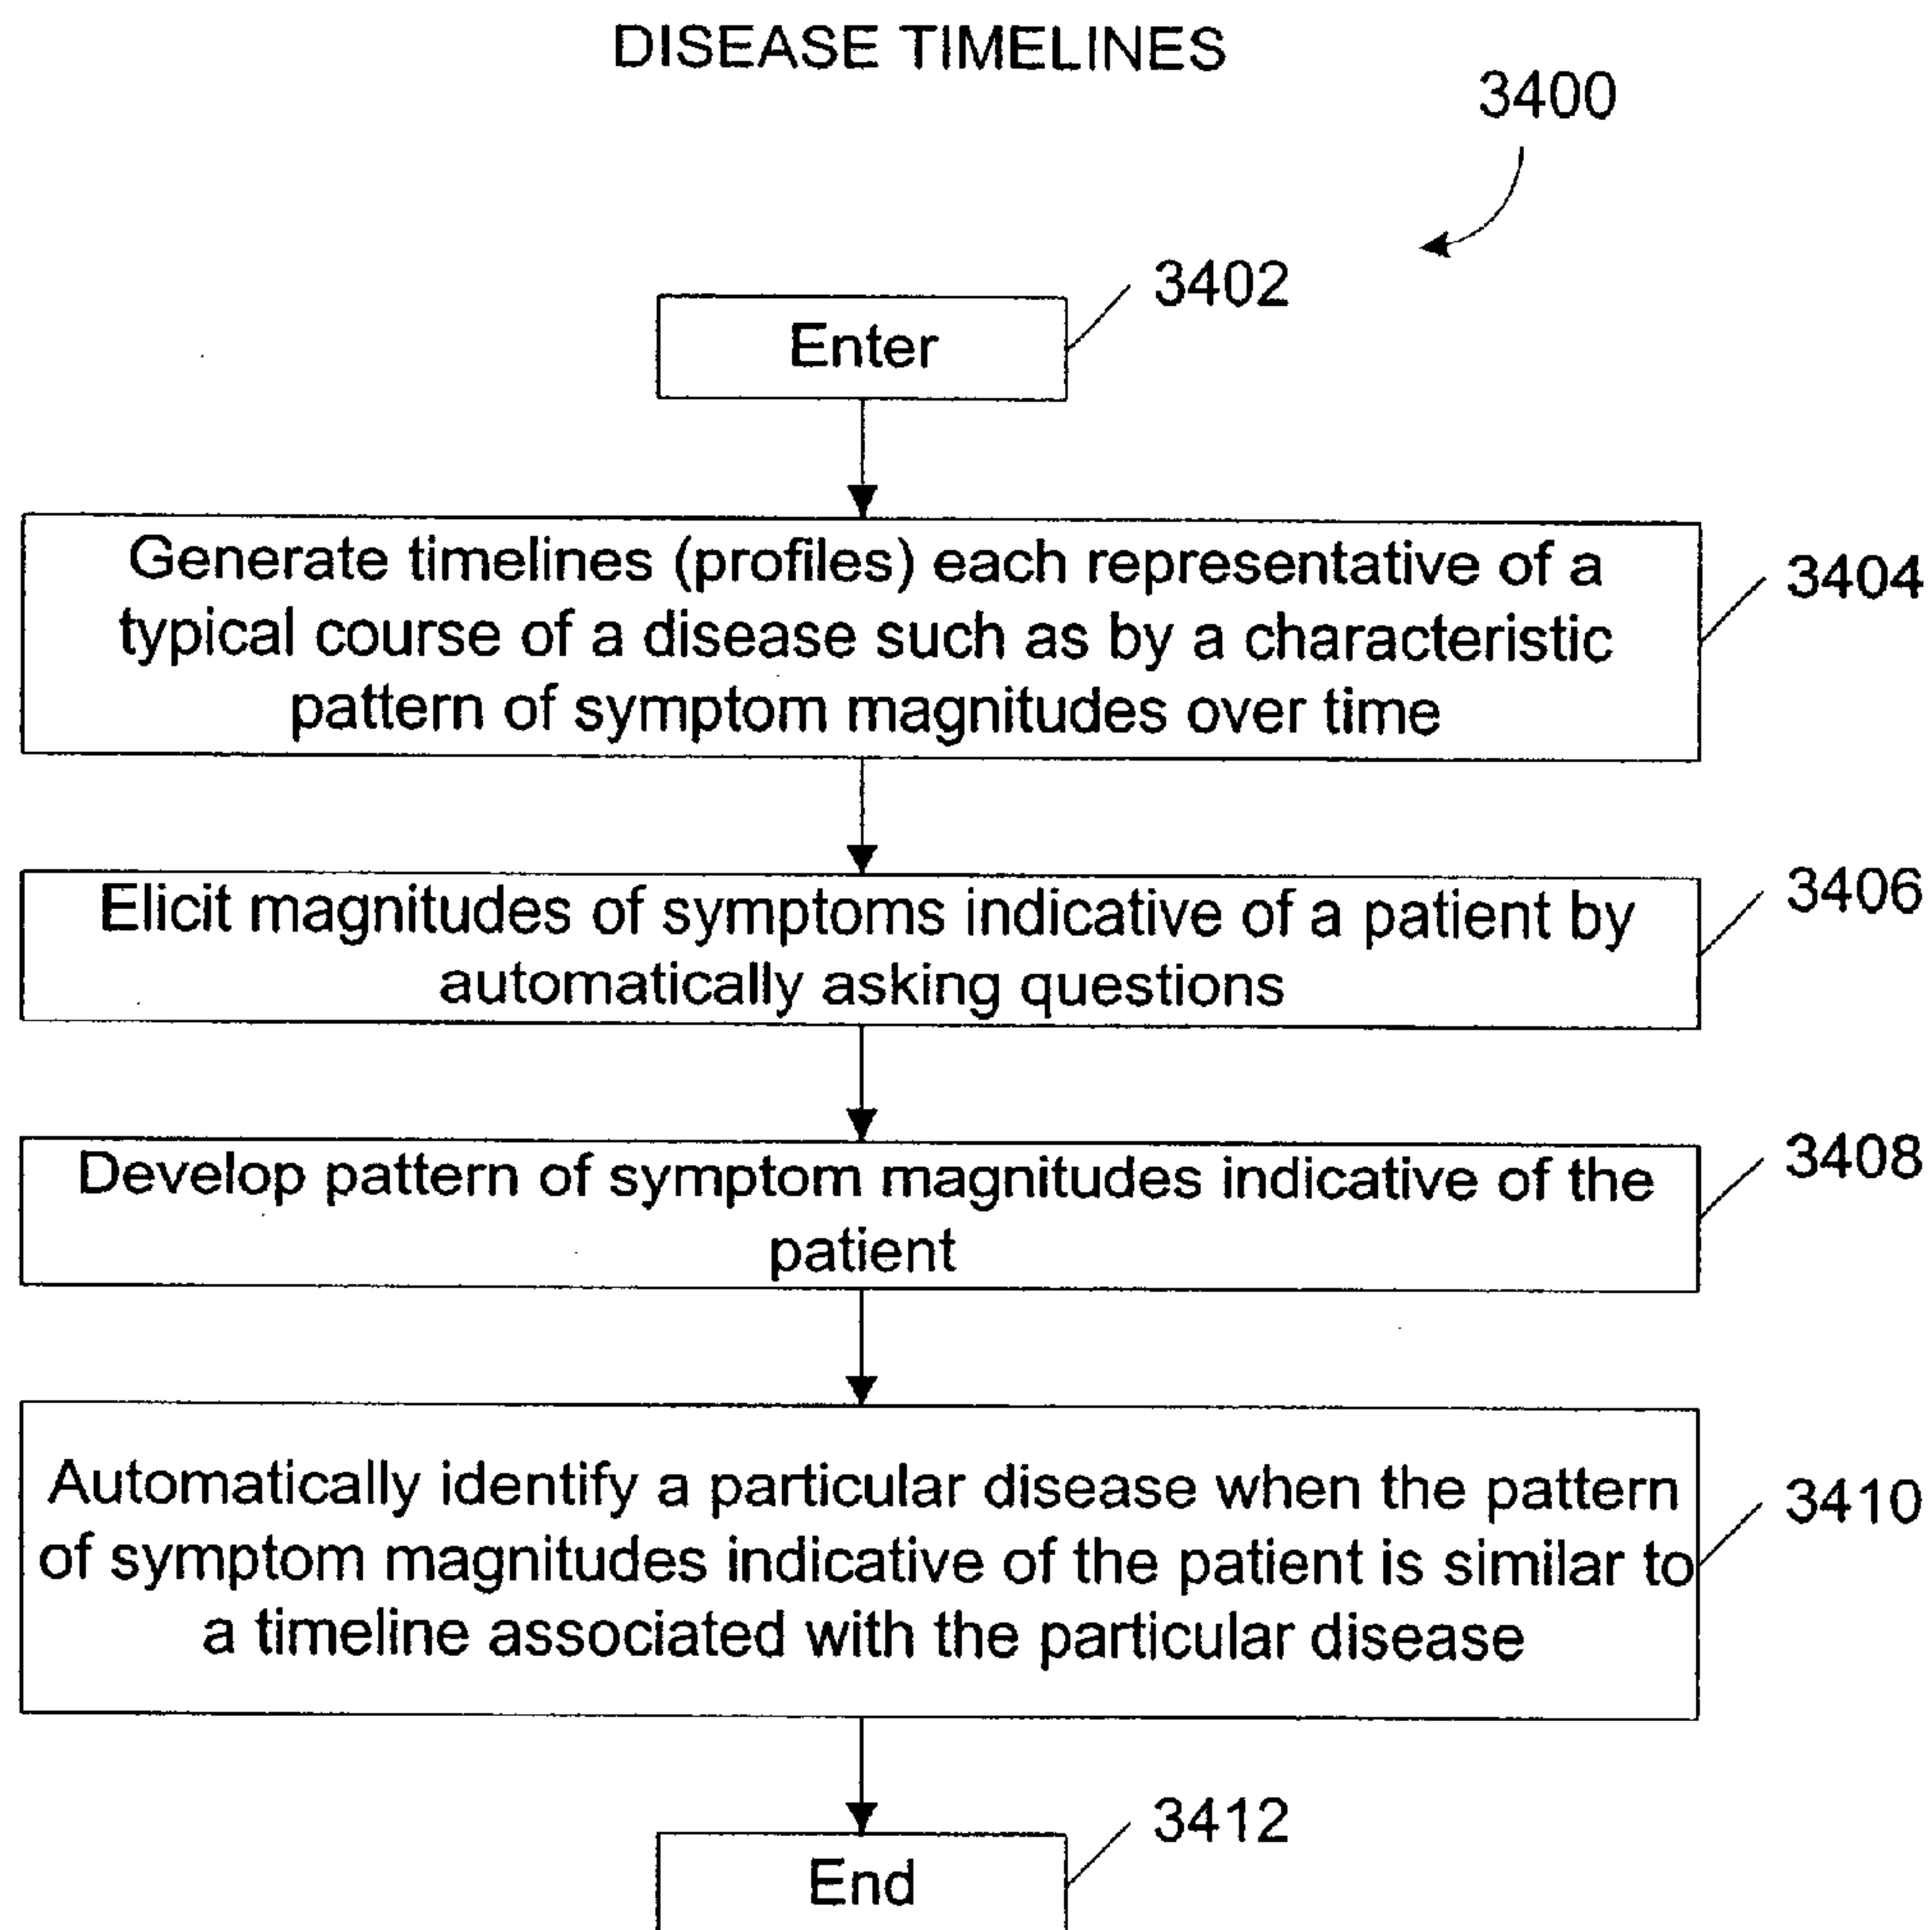 DISEASE TIMELINES
3400
3402
Enter
Generate timelines (profiles) each representative of a
typical course of a disease such as by a characteristic
pattern of symptom magnitudes over time
3404
Elicit magnitudes of symptoms indicative of a patient by
automatically asking questions
3406
Develop pattern of symptom magnitudes indicative of the
patient
3408
Automatically identify a particular disease when the pattern
of symptom magnitudes indicative of the patient is similar to
a timeline associated with the particular disease
3410
3412
End